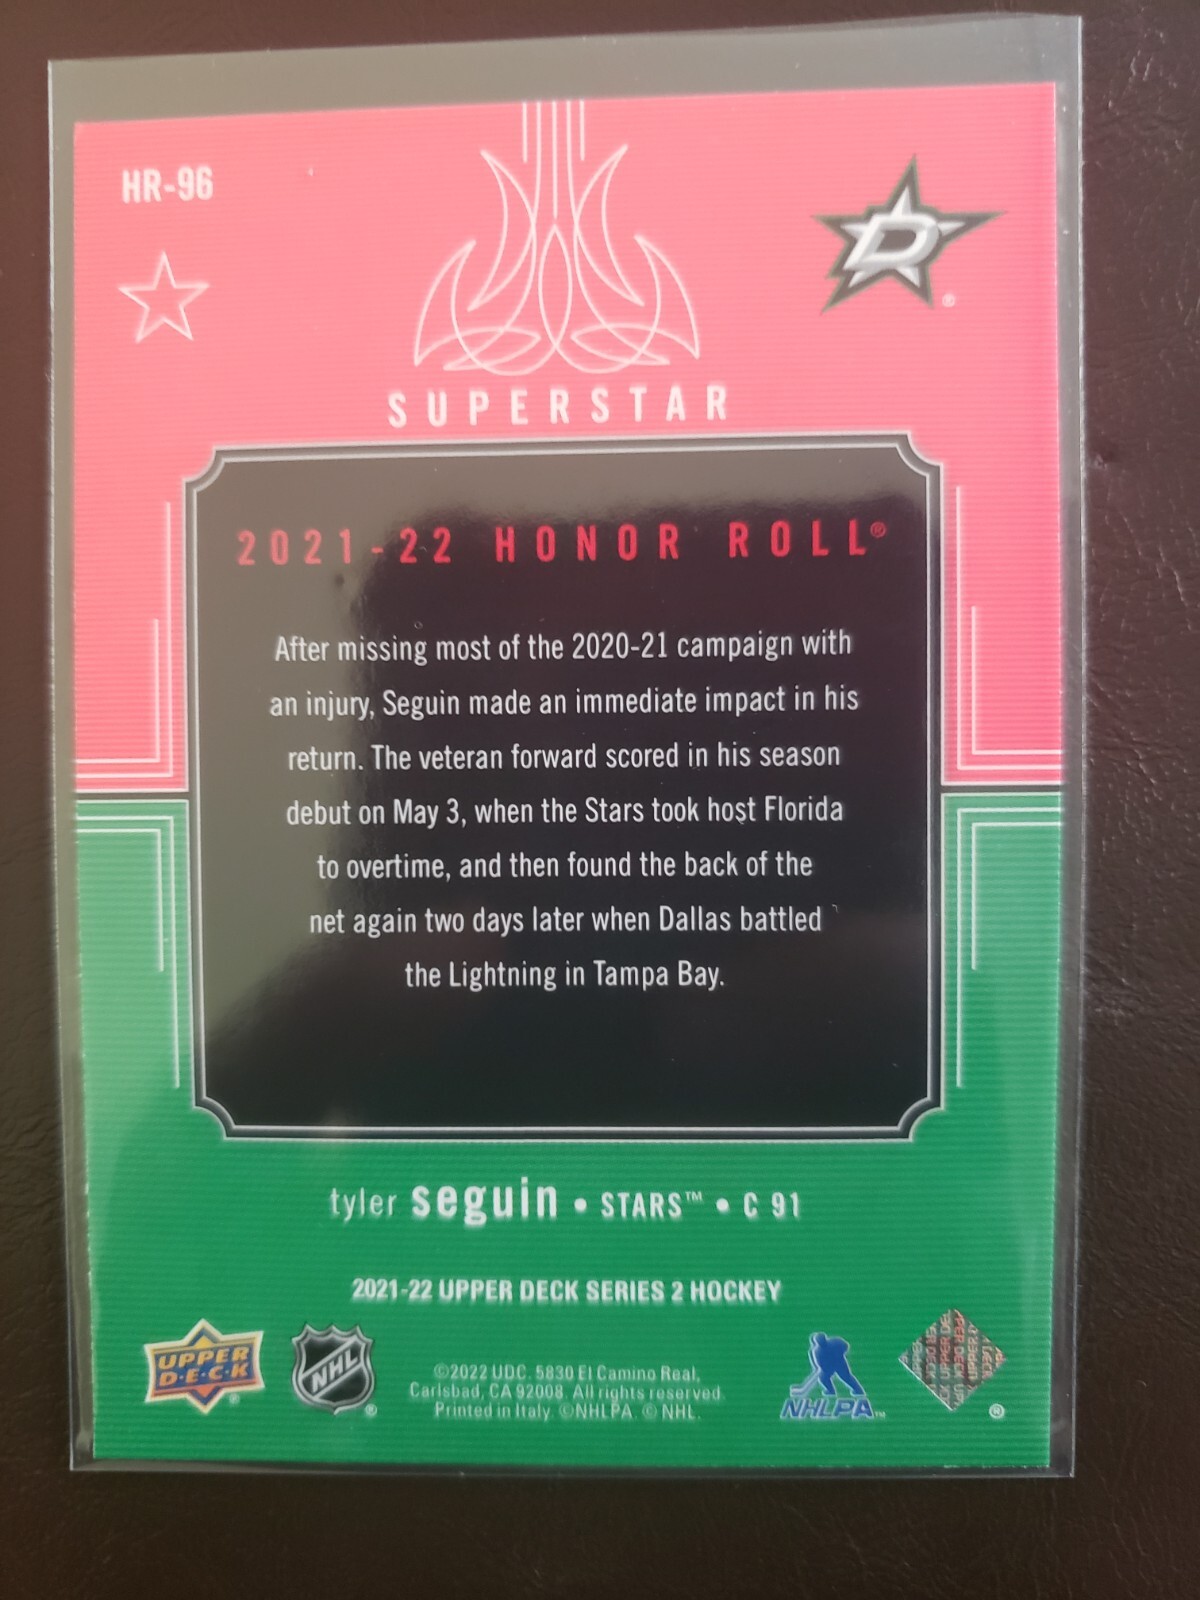 HR-96
D
®
SUPERSTAR
2021-22 HONOR ROLL®
After missing most of the 2020-21 campaign with
an injury, Seguin made an immediate impact in his
return. The veteran forward scored in his season
debut on May 3, when the Stars took host Florida
to overtime, and then found the back of the
net again two days later when Dallas battled
the Lightning in Tampa Bay.
tyler seguin • STARS™ • C 91
2021-22 UPPER DECK SERIES 2 HOCKEY
UPPER
D·E·C·K
®
NHL
®
©2022 UDC. 5830 El Camino Real,
Carlsbad, CA 92008. All rights reserved.
Printed in Italy. ©NHLPA. © NHL.
NHLPA™
®